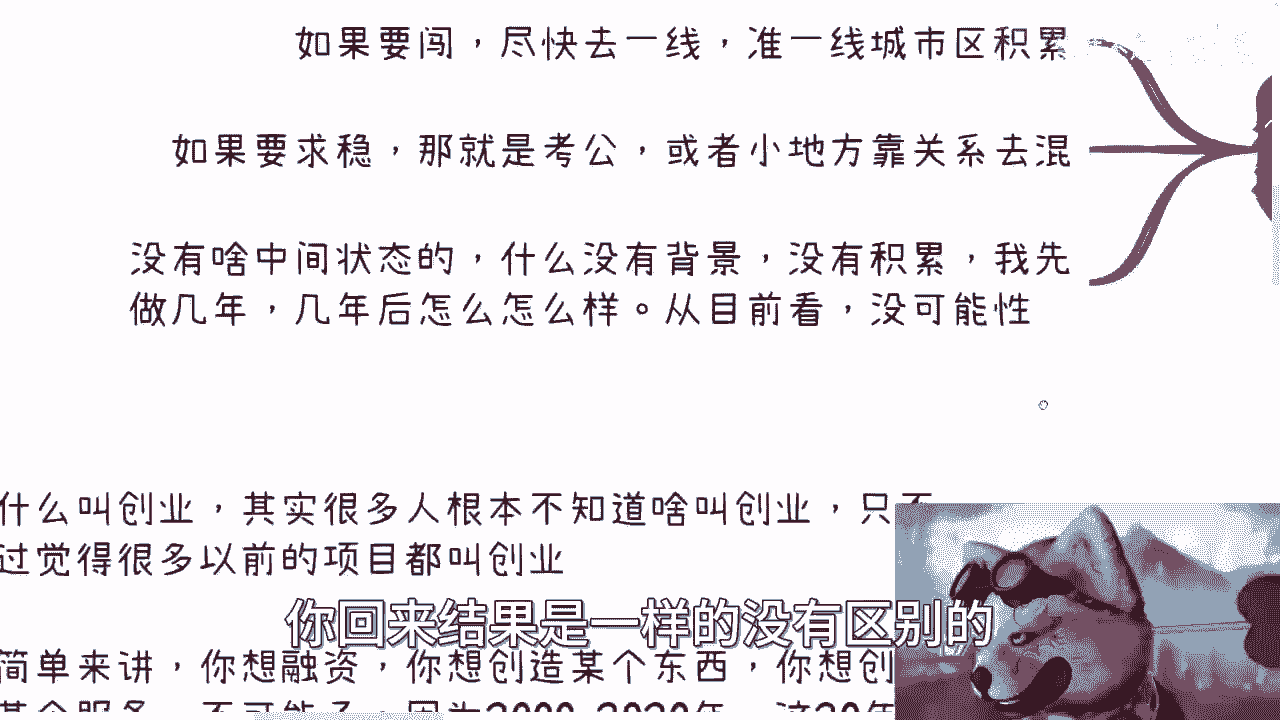 如果要闯，尽快去一线，准一线城市区积累
如果要求稳，那就是考公，或者小地方靠关系去混
没有啥中间状态的，什么没有背景，没有积累，我先
做几年，几年后怎么怎么样。从目前看，没可能性
什么叫创业，其实很多人根本不知道啥叫创业，只不
过觉得很多以前的项目都叫创业
你回来结果是一样的没有区别的
简单来讲，你想融资，你想创造某个东西，你想创